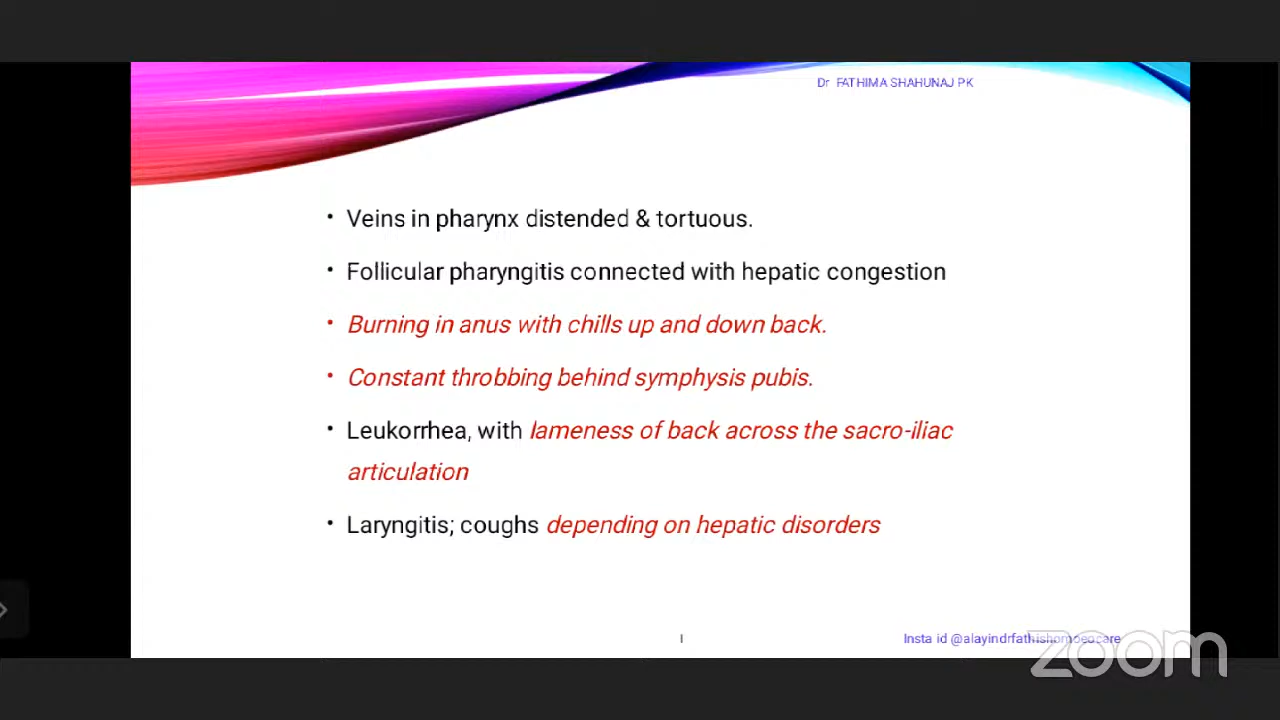 Dr FATHIMA SHAHUNAJ PK
• Veins in pharynx distended & tortuous.
• Follicular pharyngitis connected with hepatic congestion
• Burning in anus with chills up and down back.
• Constant throbbing behind symphysis pubis.
• Leukorrhea, with lameness of back across the sacro-iliac
articulation
• Laryngitis; coughs depending on hepatic disorders
Insta id @alayindrfathishomoeocare
zoom